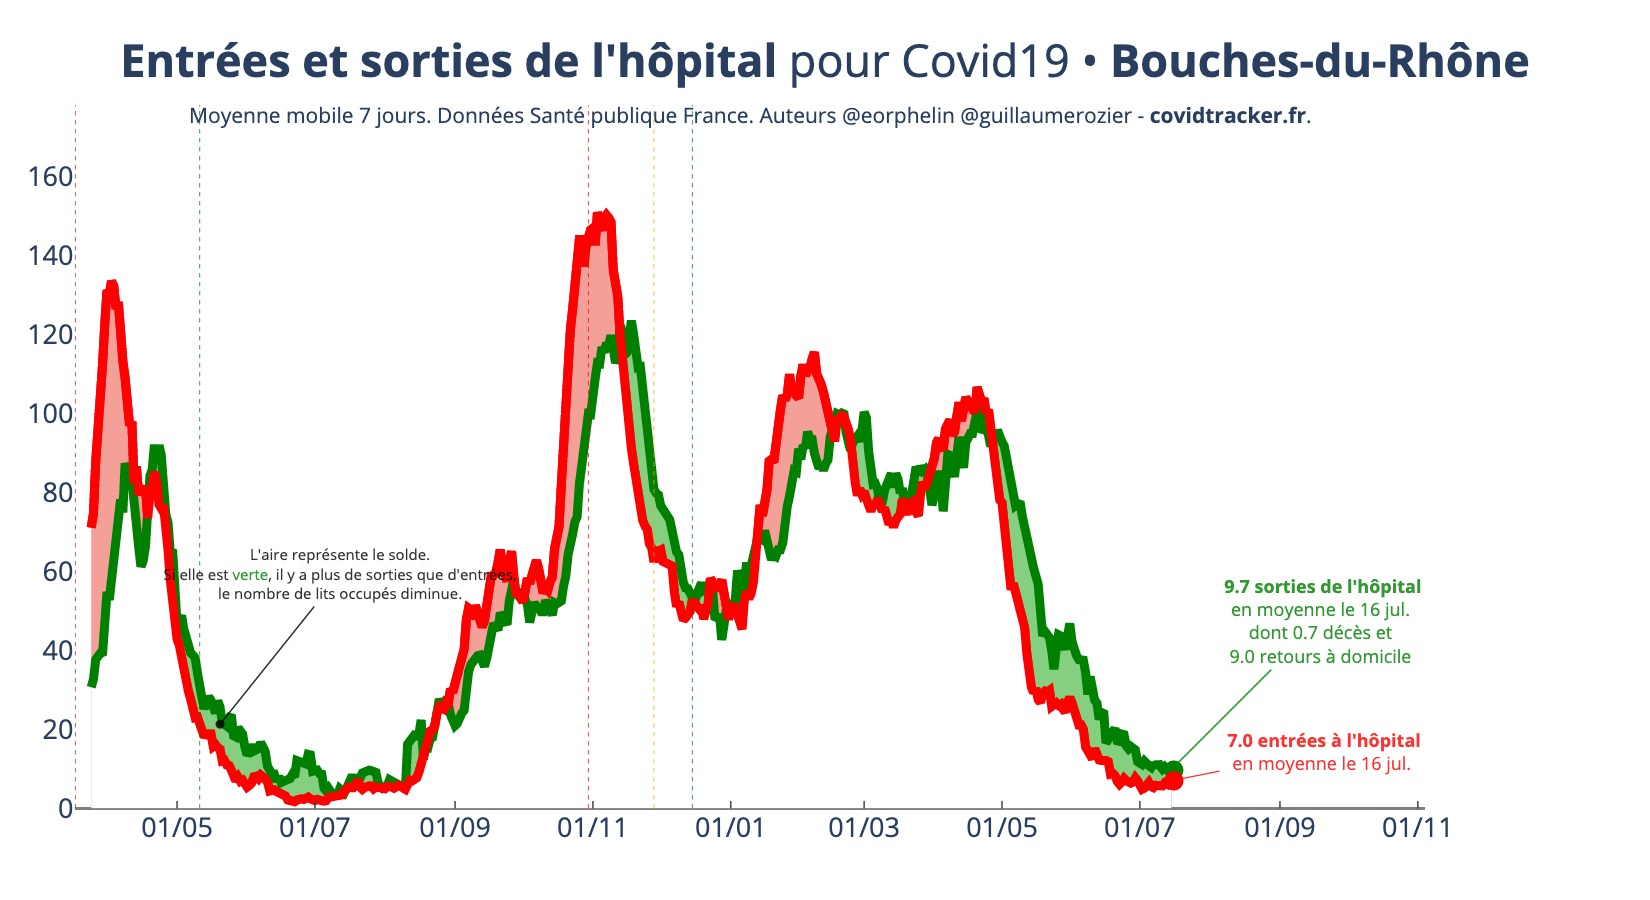 Entrées et sorties de l'hôpital pour Covid19 • Bouches-du-Rhône
Moyenne mobile 7 jours. Données Santé publique France. Auteurs @eorphelin @guillaumerozier - covidtracker.fr.
160
140
120
100
80
60
40
20
0
L'aire représente le solde.
Si elle est verte, il y a plus de sorties que d'entrées,
le nombre de lits occupés diminue.
9.7 sorties de l'hôpital
en moyenne le 16 jul.
dont 0.7 décès et
9.0 retours à domicile
7.0 entrées à l'hôpital
en moyenne le 16 jul.
01/05 01/07 01/09 01/11 01/01 01/03 01/05 01/07 01/09 01/11